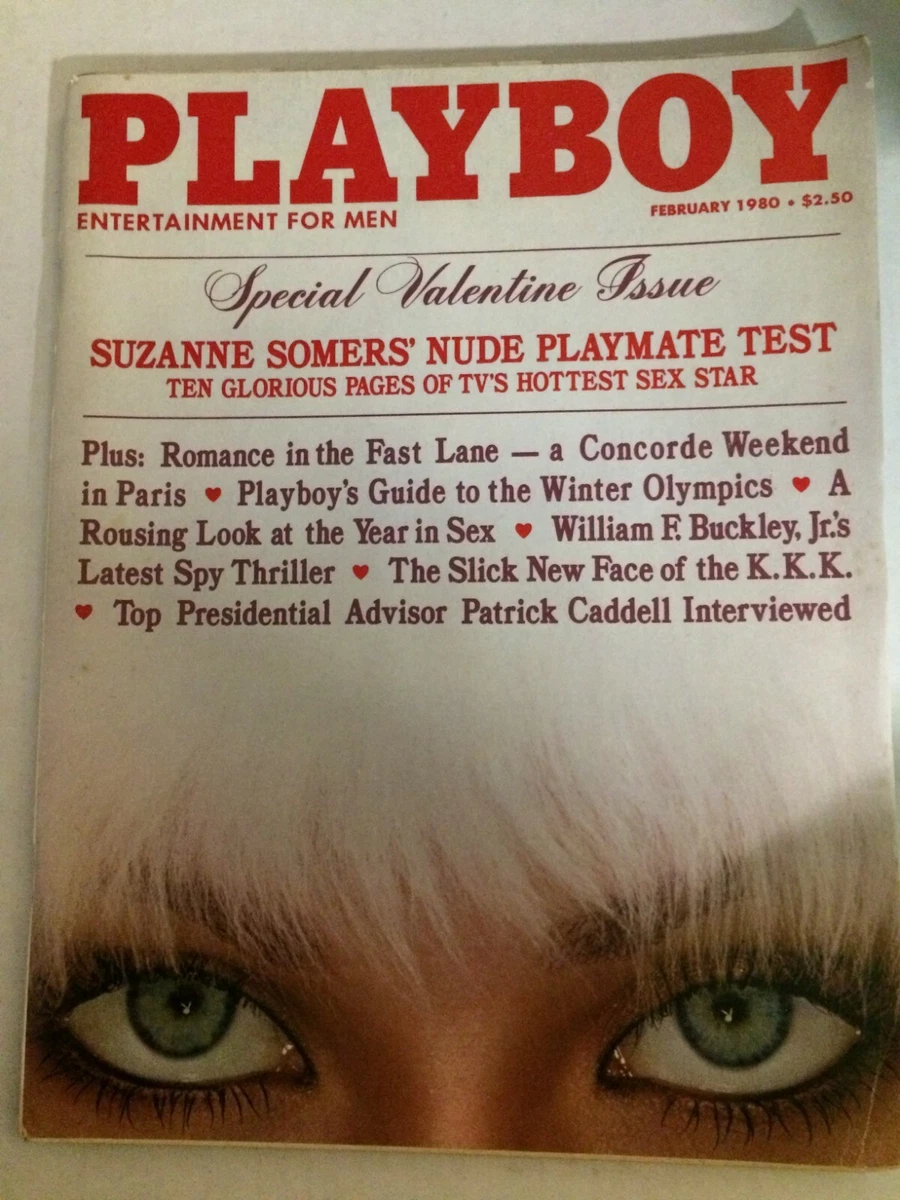 PLAYBOY
ENTERTAINMENT FOR MEN
FEBRUARY 1980 • $2.50
Special Valentine Issue
SUZANNE SOMERS' NUDE PLAYMATE TEST
TEN GLORIOUS PAGES OF TV'S HOTTEST SEX STAR
Plus: Romance in the Fast Lane — a Concorde Weekend
in Paris ♥ Playboy's Guide to the Winter Olympics ♥ A
Rousing Look at the Year in Sex ♥ William F. Buckley, Jr.'s
Latest Spy Thriller ♥ The Slick New Face of the K.K.K.
♥ Top Presidential Advisor Patrick Caddell Interviewed